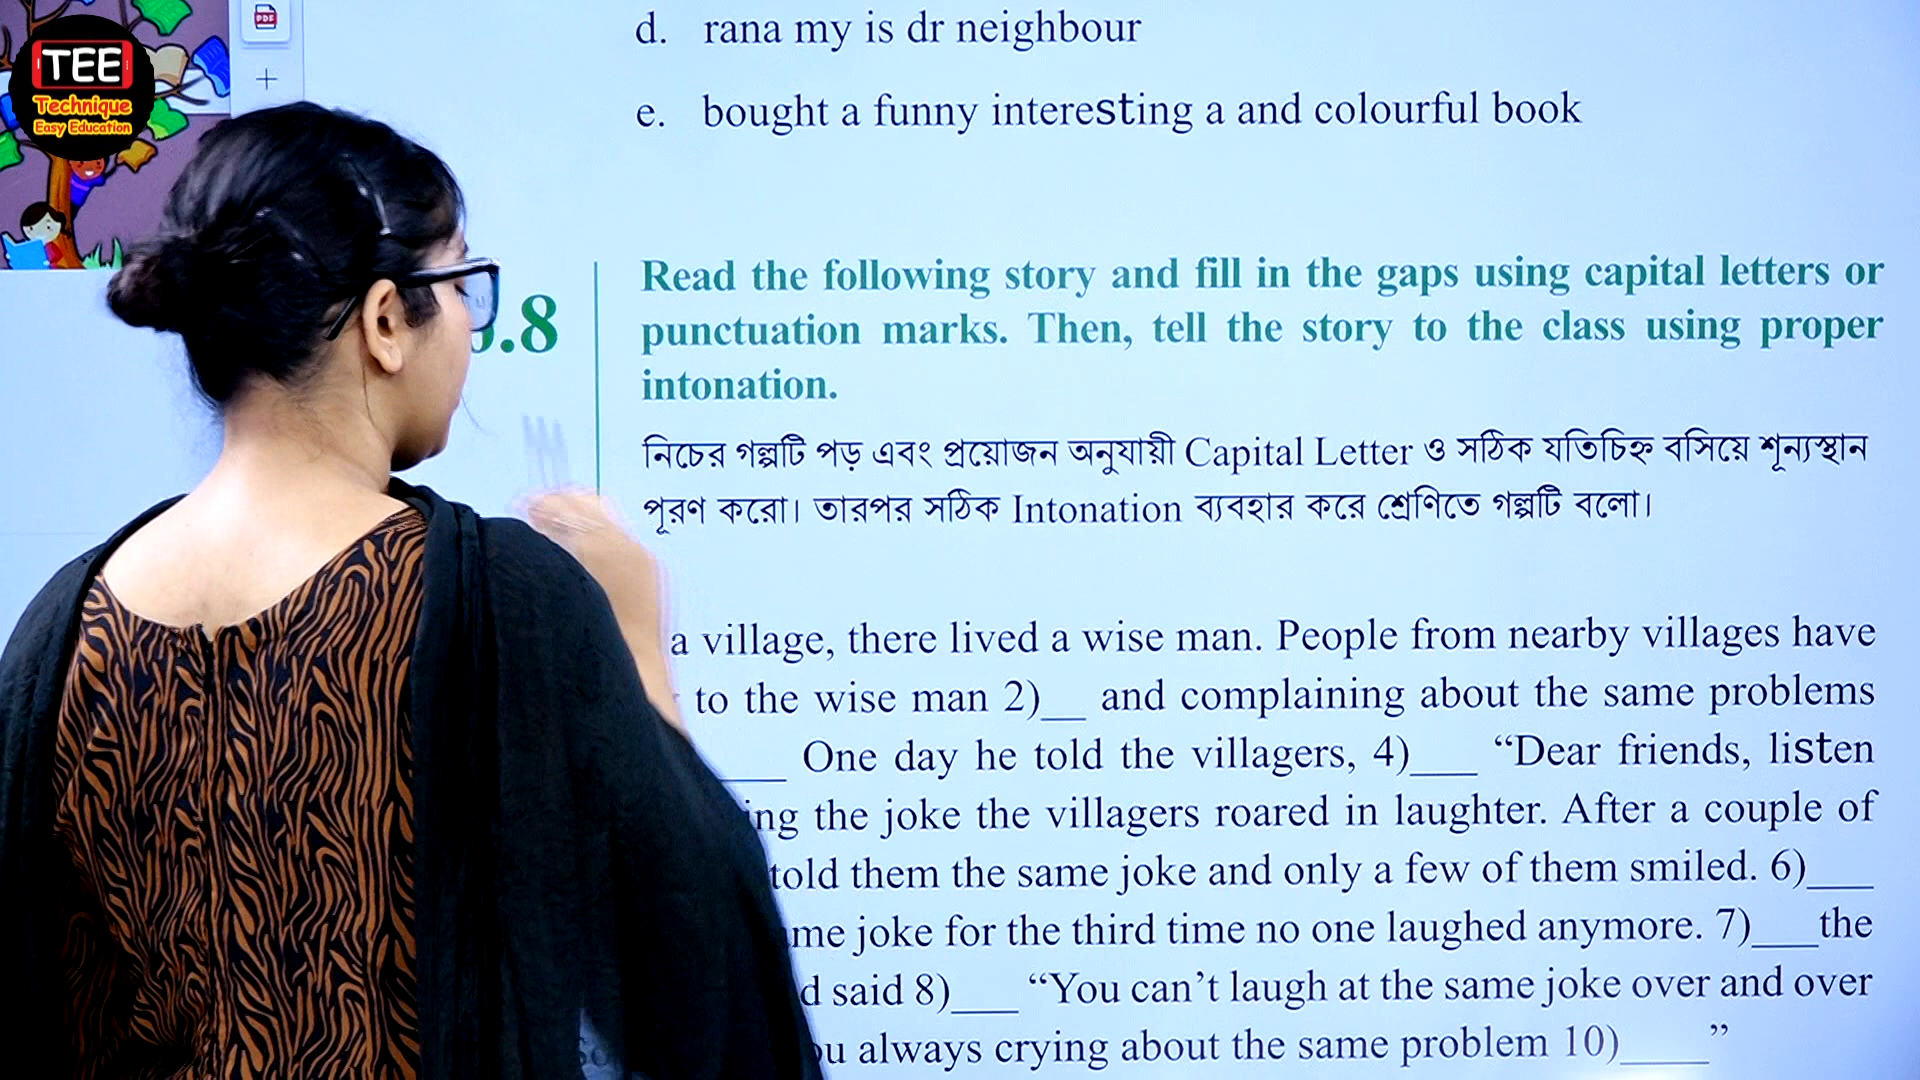 TEE
Technique
Easy Education
PDF
d. rana my is dr neighbour
e. bought a funny interesting a and colourful book
.8
Read the following story and fill in the gaps using capital letters or
punctuation marks. Then, tell the story to the class using proper
intonation.
নিচের গল্পটি পড় এবং প্রয়োজন অনুযায়ী Capital Letter ও সঠিক যতিচিহ্ন বসিয়ে শূন্যস্থান
পূরণ করো। তারপর সঠিক Intonation ব্যবহার করে শ্রেণিতে গল্পটি বলো।
a village, there lived a wise man. People from nearby villages have
to the wise man 2)__ and complaining about the same problems
____ One day he told the villagers, 4)___ “Dear friends, listen
ing the joke the villagers roared in laughter. After a couple of
told them the same joke and only a few of them smiled. 6)___
me joke for the third time no one laughed anymore. 7)___the
d said 8)___ “You can’t laugh at the same joke over and over
u always crying about the same problem 10)____”